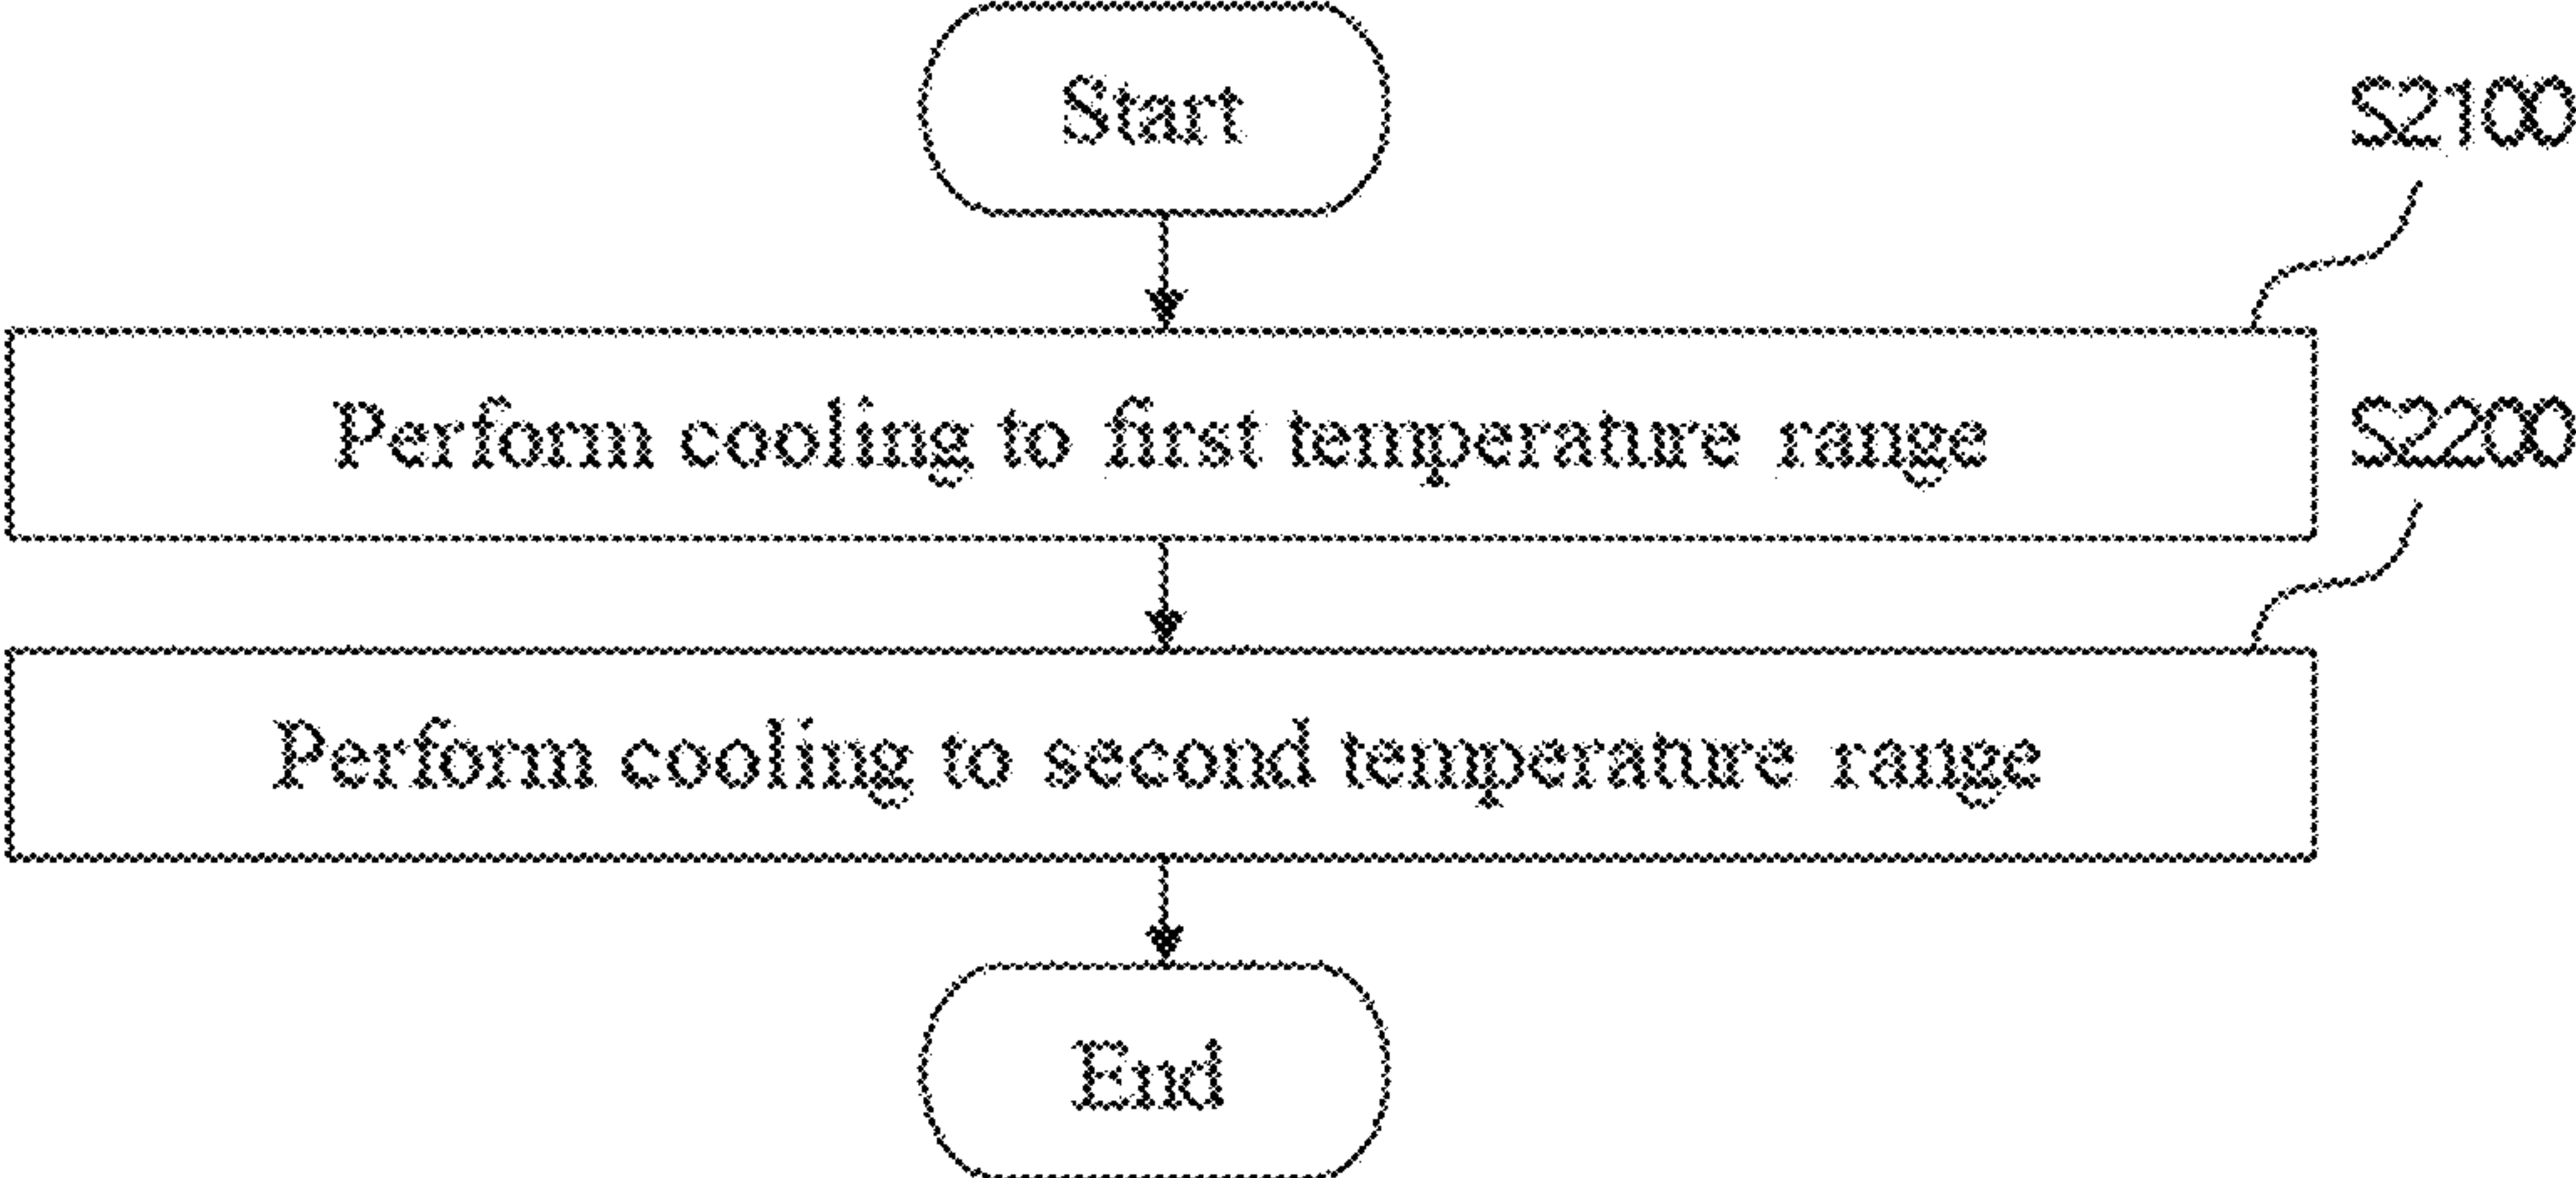 Start
S2100
Perform cooling to first temperature range
S2200
Perform cooling to second temperature range
End